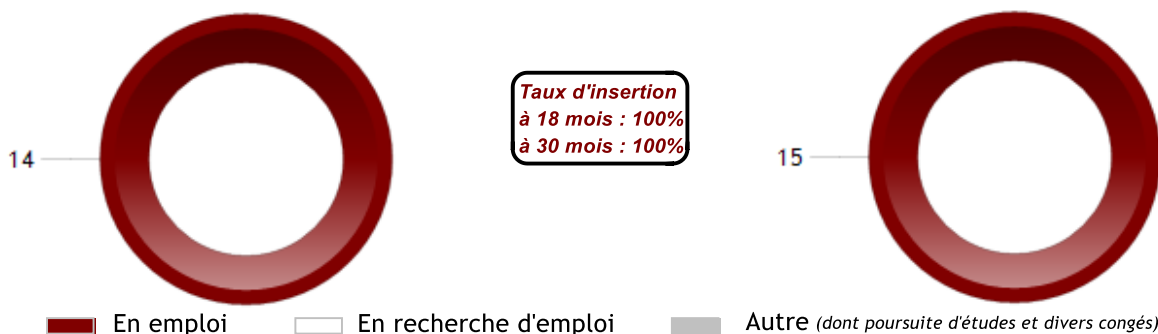 14
Taux d'insertion
à 18 mois : 100%
à 30 mois : 100%
15
En emploi
En recherche d'emploi
Autre (dont poursuite d'études et divers congés)